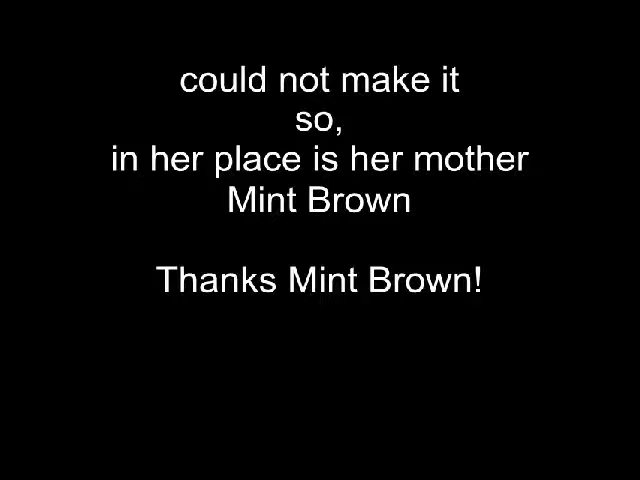 could not make it
so,
in her place is her mother
Mint Brown
Thanks Mint Brown!